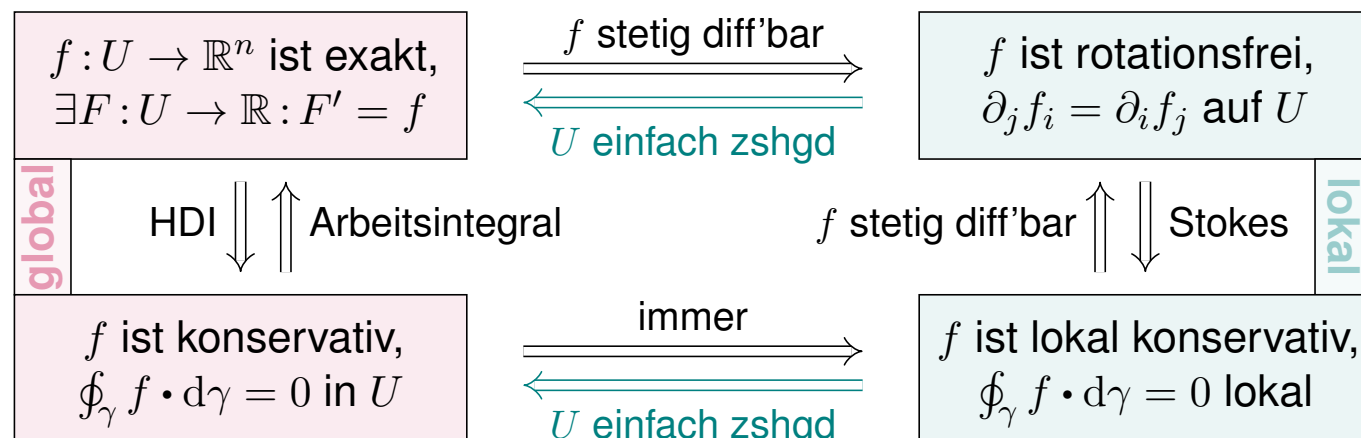 f : U → ℝⁿ ist exakt,
∃F : U → ℝ : F′ = f
f stetig diff'bar
U einfach zshgd
f ist rotationsfrei,
∂ⱼfᵢ = ∂ᵢfⱼ auf U
global
HDI
Arbeitsintegral
f stetig diff'bar
Stokes
lokal
f ist konservativ,
∮_γ f • dγ = 0 in U
immer
U einfach zshgd
f ist lokal konservativ,
∮_γ f • dγ = 0 lokal